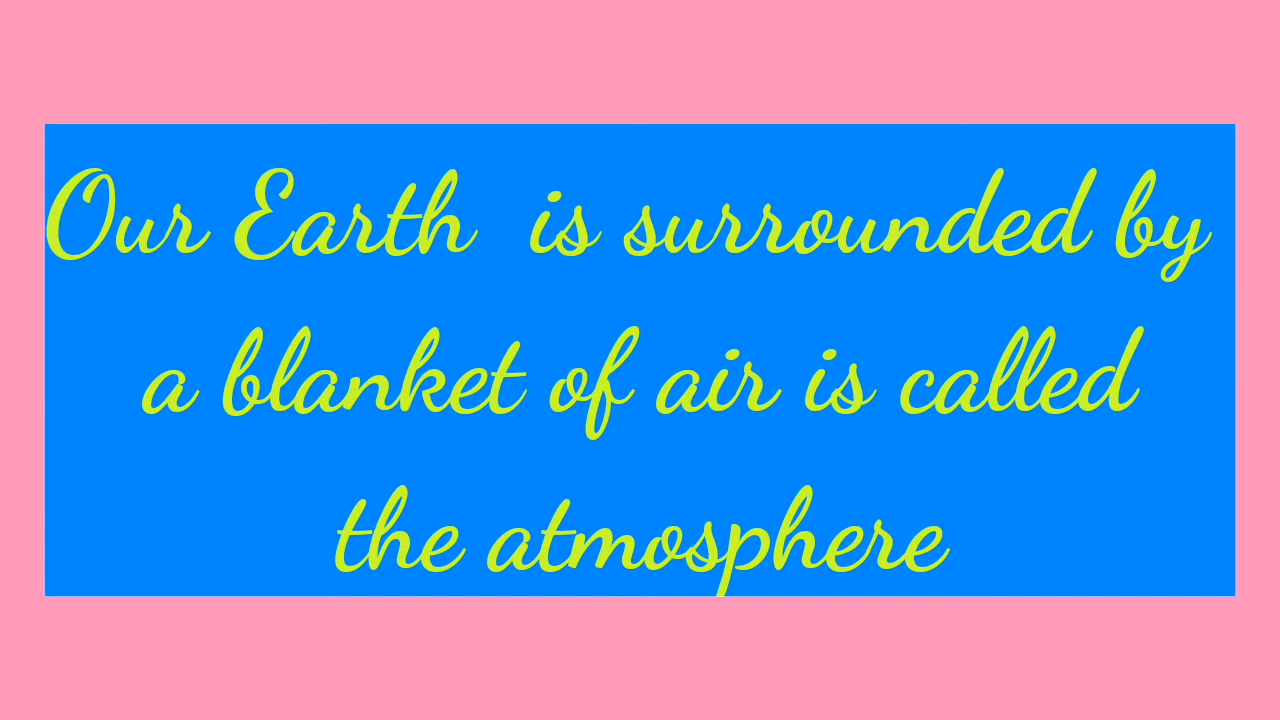 Our Earth  is surrounded by
a blanket of air is called
the atmosphere